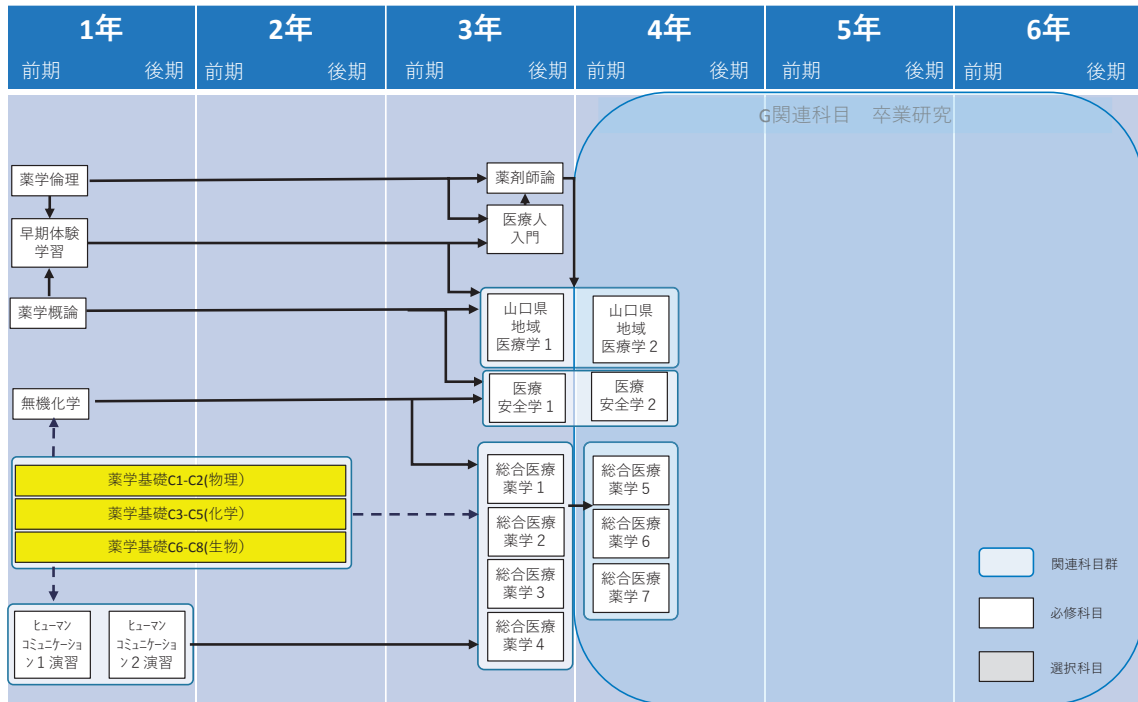 1年
2年
3年
4年
5年
6年
前期
後期
前期
後期
前期
後期
前期
後期
前期
後期
前期
後期
G関連科目　卒業研究
薬学倫理
薬剤師論
早期体験
学習
医療人
入門
薬学概論
山口県
地域
医療学１
山口県
地域
医療学２
無機化学
医療
安全学１
医療
安全学２
薬学基礎C1-C2(物理)
薬学基礎C3-C5(化学)
薬学基礎C6-C8(生物)
総合医療
薬学１
総合医療
薬学２
総合医療
薬学３
総合医療
薬学４
総合医療
薬学５
総合医療
薬学６
総合医療
薬学７
ﾋｭｰﾏﾝ
ｺﾐｭﾆｹｰｼｮ
ﾝ１演習
ﾋｭｰﾏﾝ
ｺﾐｭﾆｹｰｼｮ
ﾝ２演習
関連科目群
必修科目
選択科目